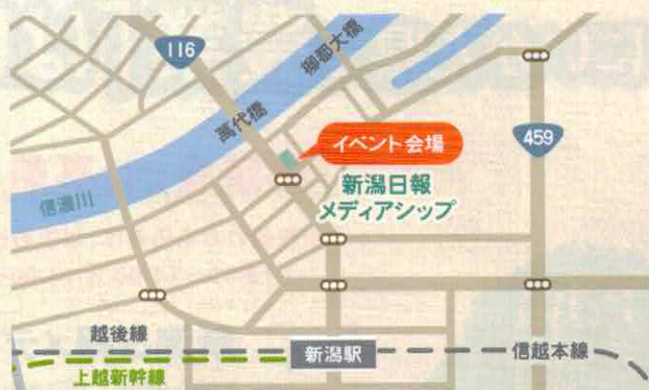 116
柳都大橋
萬代橋
459
イベント会場
新潟日報
メディアシップ
信濃川
越後線
新潟駅
信越本線
上越新幹線